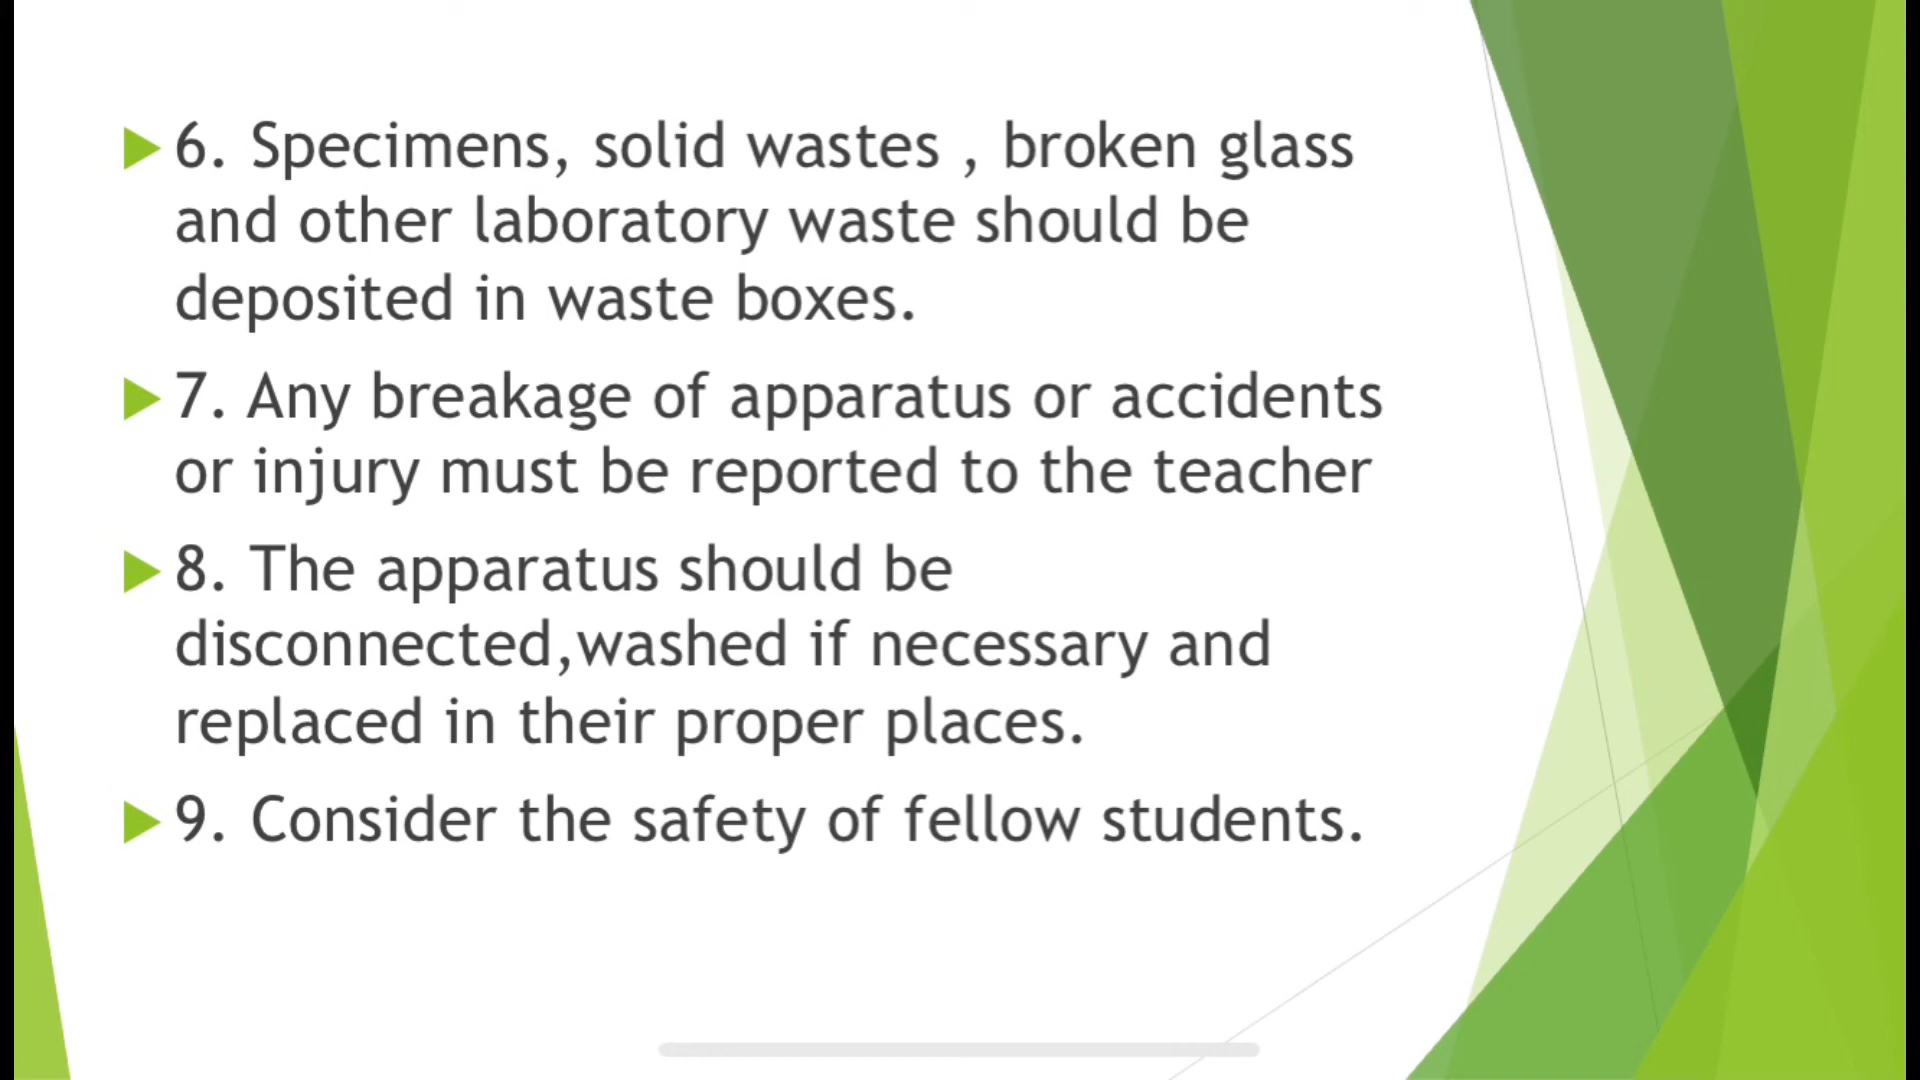 6. Specimens, solid wastes , broken glass
and other laboratory waste should be
deposited in waste boxes.
7. Any breakage of apparatus or accidents
or injury must be reported to the teacher
8. The apparatus should be
disconnected,washed if necessary and
replaced in their proper places.
9. Consider the safety of fellow students.